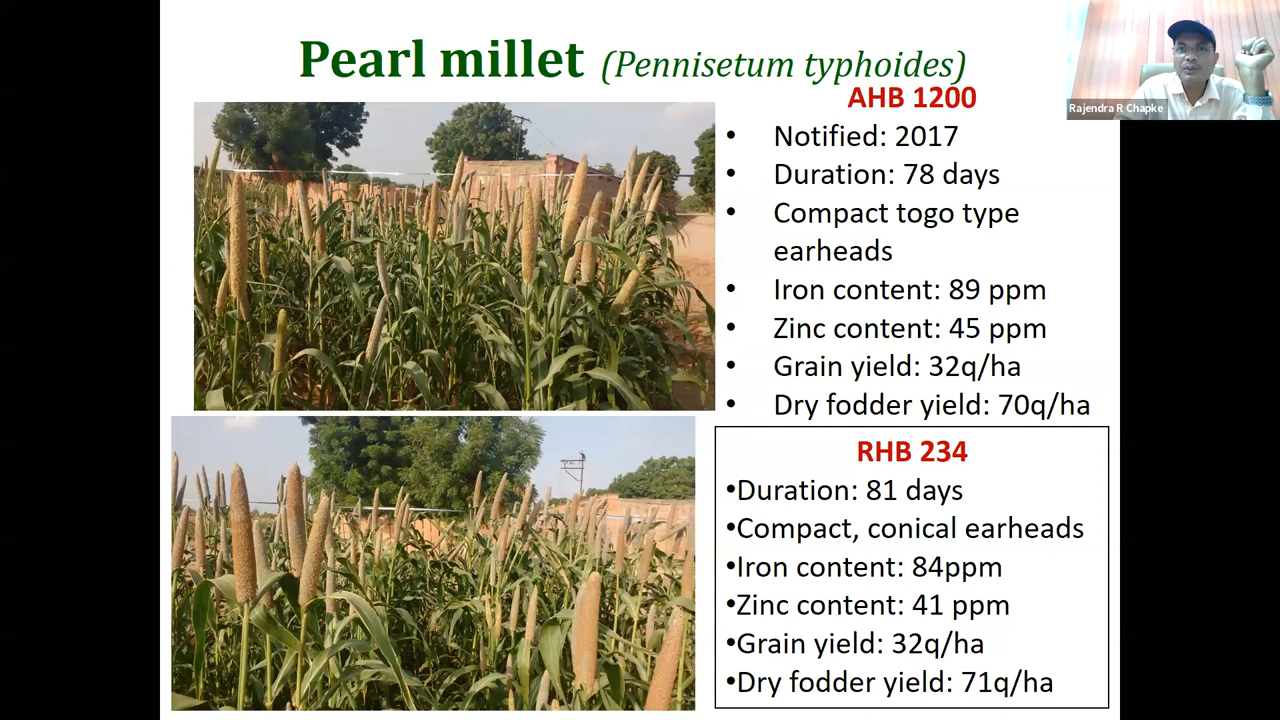 Pearl millet (Pennisetum typhoides)
Rajendra R Chapke
AHB 1200
• Notified: 2017
• Duration: 78 days
• Compact togo type
earheads
• Iron content: 89 ppm
• Zinc content: 45 ppm
• Grain yield: 32q/ha
• Dry fodder yield: 70q/ha
RHB 234
•Duration: 81 days
•Compact, conical earheads
•Iron content: 84ppm
•Zinc content: 41 ppm
•Grain yield: 32q/ha
•Dry fodder yield: 71q/ha